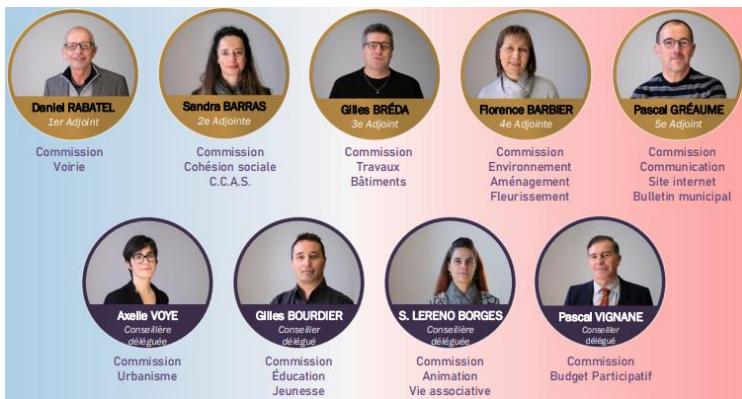 Daniel RABATEL
1er Adjoint
Commission
Voirie
Sandra BARRAS
2e Adjointe
Commission
Cohésion sociale
C.C.A.S.
Gilles BRÉDA
3e Adjoint
Commission
Travaux
Bâtiments
Florence BARBIER
4e Adjointe
Commission
Environnement
Aménagement
Fleurissement
Pascal GRÉAUME
5e Adjoint
Commission
Communication
Site internet
Bulletin municipal
Axelle VOYE
Conseillère
déléguée
Commission
Urbanisme
Gilles BOURDIER
Conseiller
délégué
Commission
Éducation
Jeunesse
S. LERENO BORGES
Conseillère
déléguée
Commission
Animation
Vie associative
Pascal VIGNANE
Conseiller
délégué
Commission
Budget Participatif